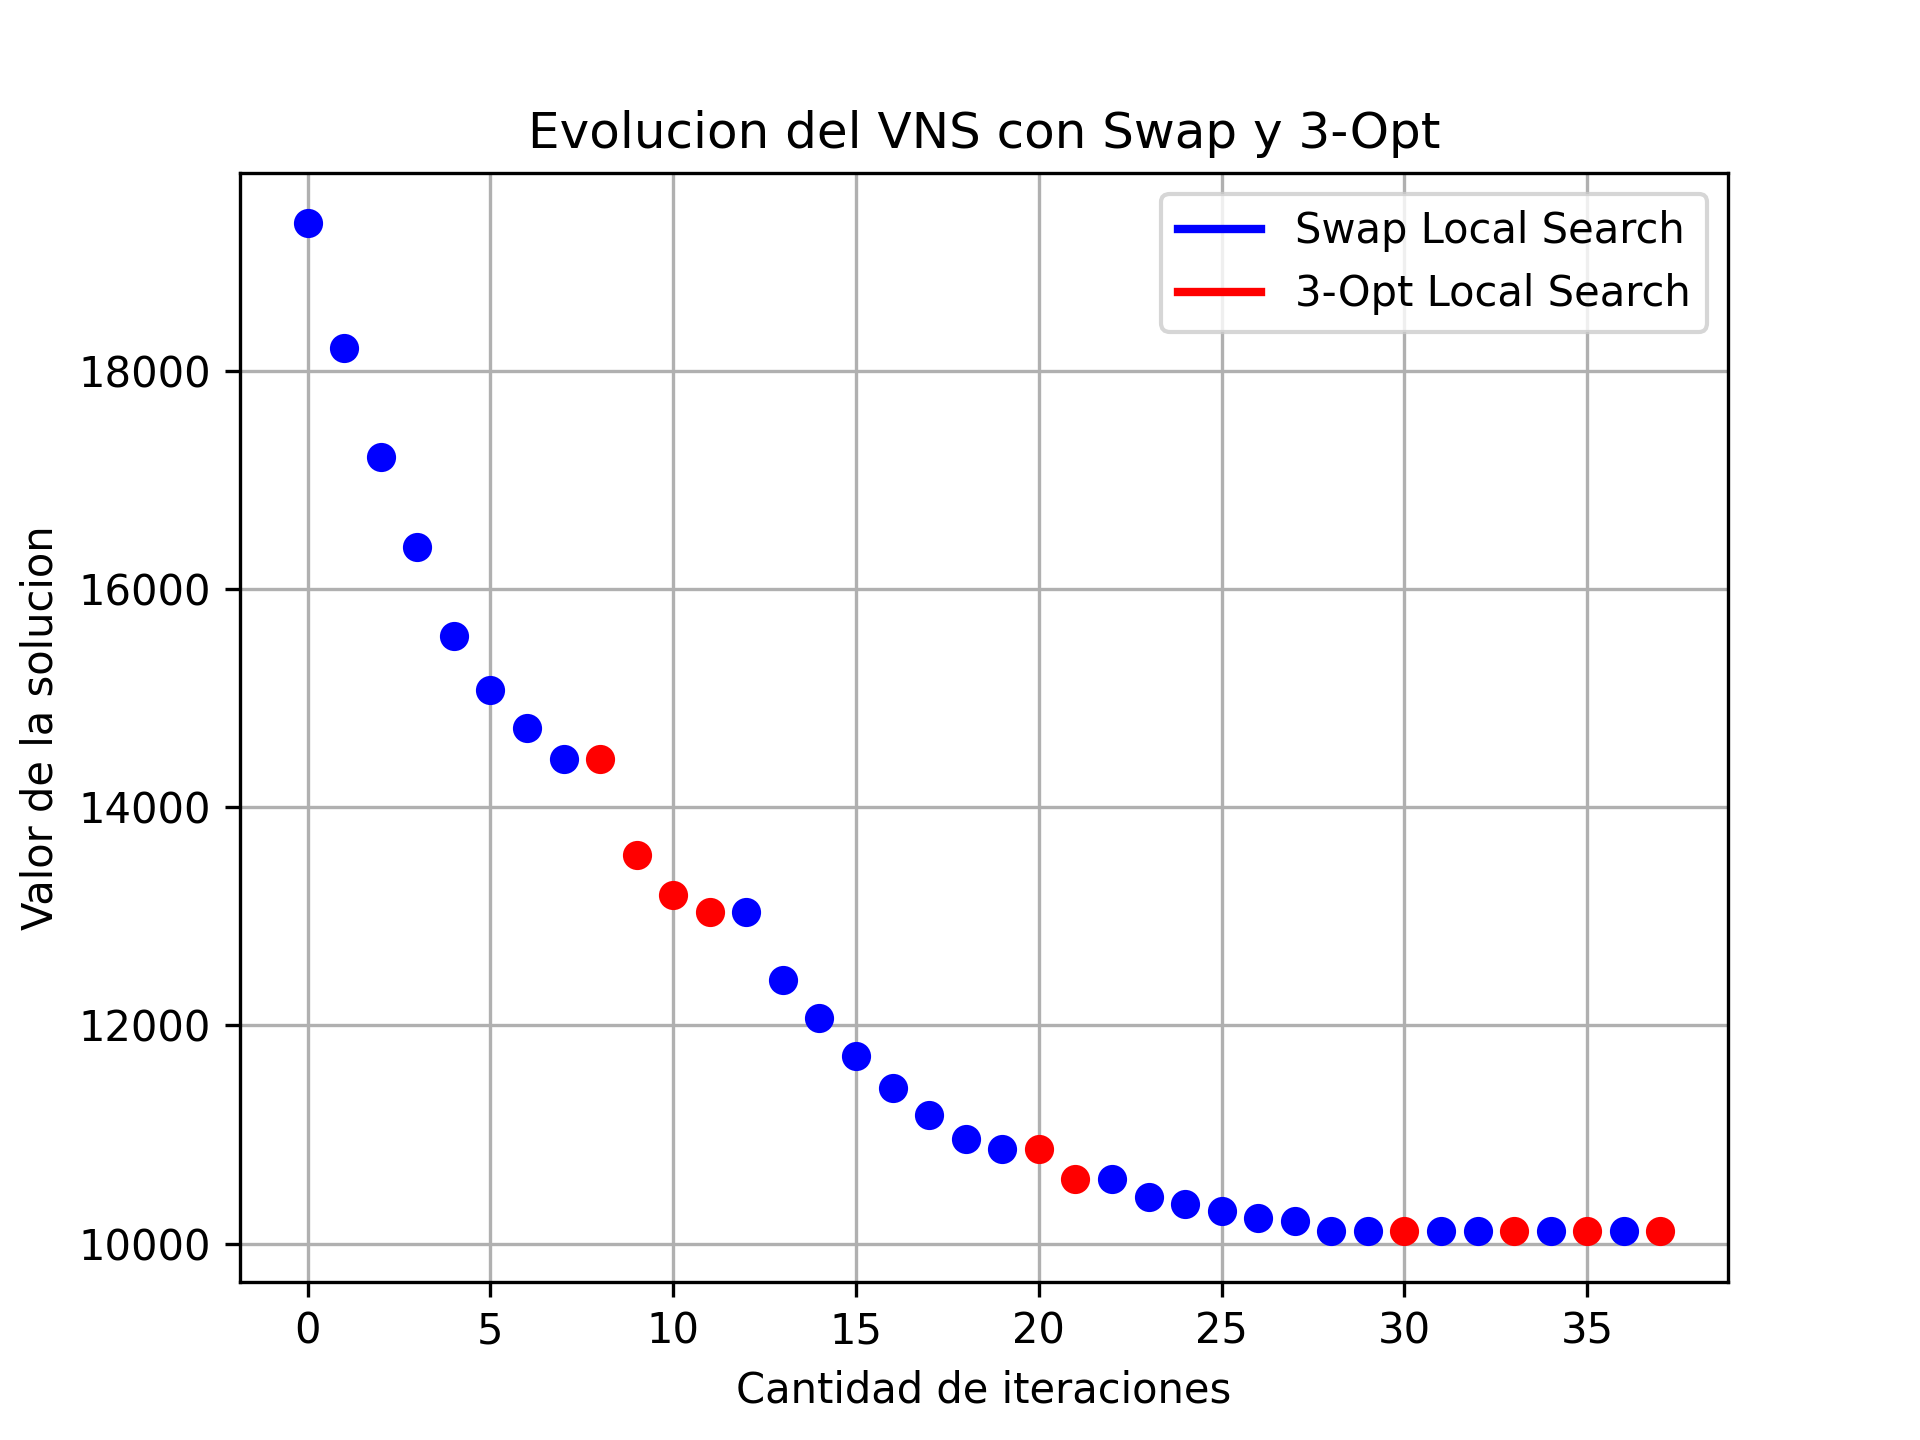 Evolucion del VNS con Swap y 3-Opt
Swap Local Search
3-Opt Local Search
Valor de la solucion
18000
16000
14000
12000
10000
0 5 10 15 20 25 30 35
Cantidad de iteraciones